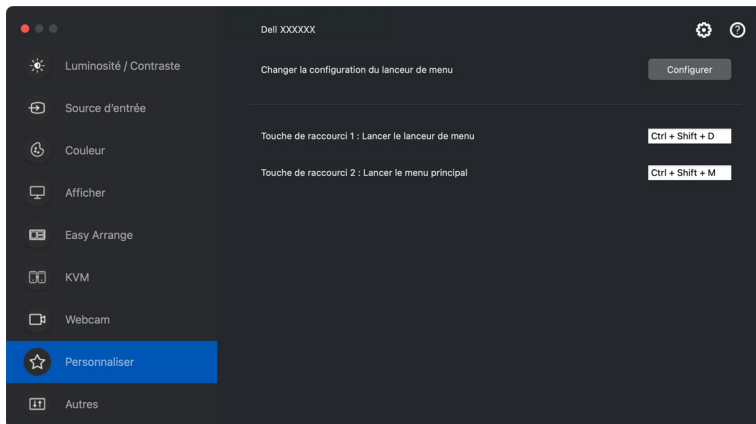 Dell XXXXXX
Luminosité / Contraste
Changer la configuration du lanceur de menu
Configurer
Source d'entrée
Touche de raccourci 1 : Lancer le lanceur de menu
Ctrl + Shift + D
Couleur
Touche de raccourci 2 : Lancer le menu principal
Ctrl + Shift + M
Afficher
Easy Arrange
KVM
Webcam
Personnaliser
Autres